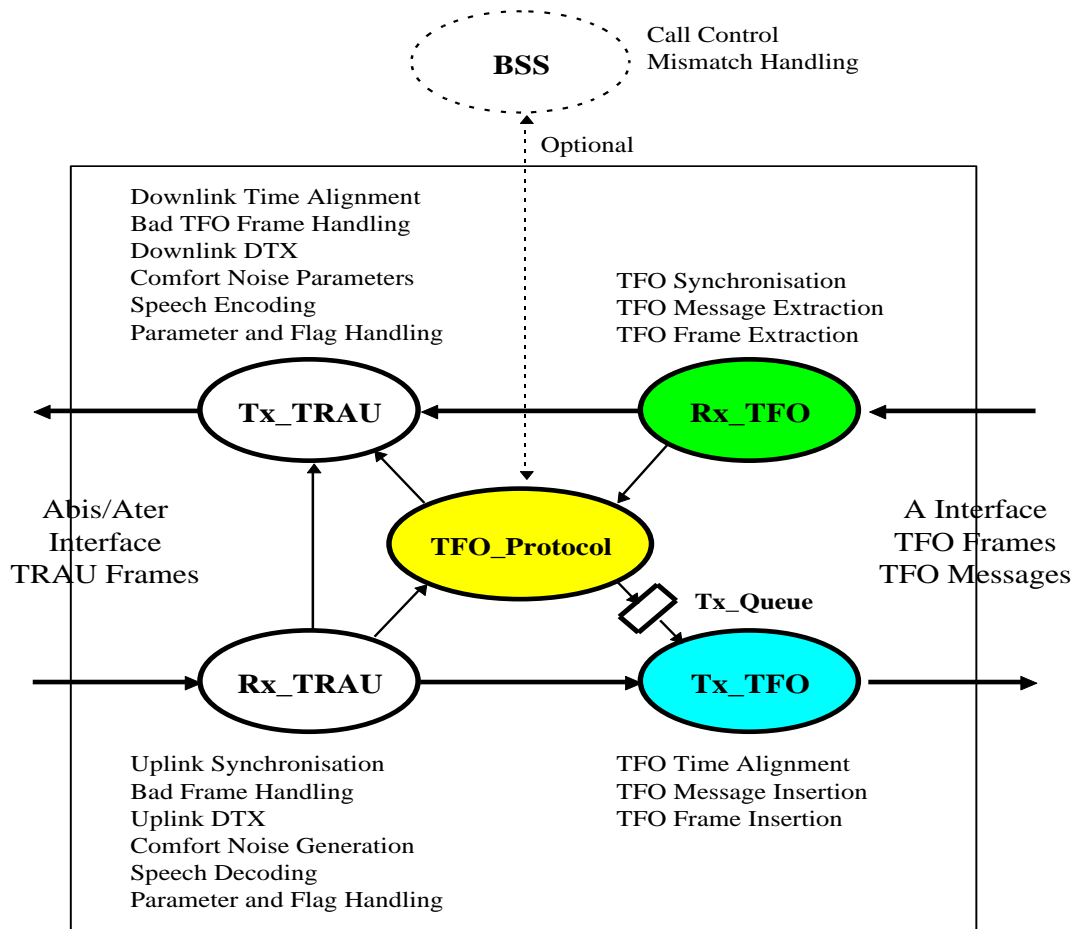 Call Control
Mismatch Handling
BSS
Optional
Downlink Time Alignment
Bad TFO Frame Handling
Downlink DTX
Comfort Noise Parameters
Speech Encoding
Parameter and Flag Handling
TFO Synchronisation
TFO Message Extraction
TFO Frame Extraction
Tx_TRAU
Rx_TFO
Abis/Ater
Interface
TRAU Frames
TFO_Protocol
A Interface
TFO Frames
TFO Messages
Tx_Queue
Rx_TRAU
Tx_TFO
Uplink Synchronisation
Bad Frame Handling
Uplink DTX
Comfort Noise Generation
Speech Decoding
Parameter and Flag Handling
TFO Time Alignment
TFO Message Insertion
TFO Frame Insertion